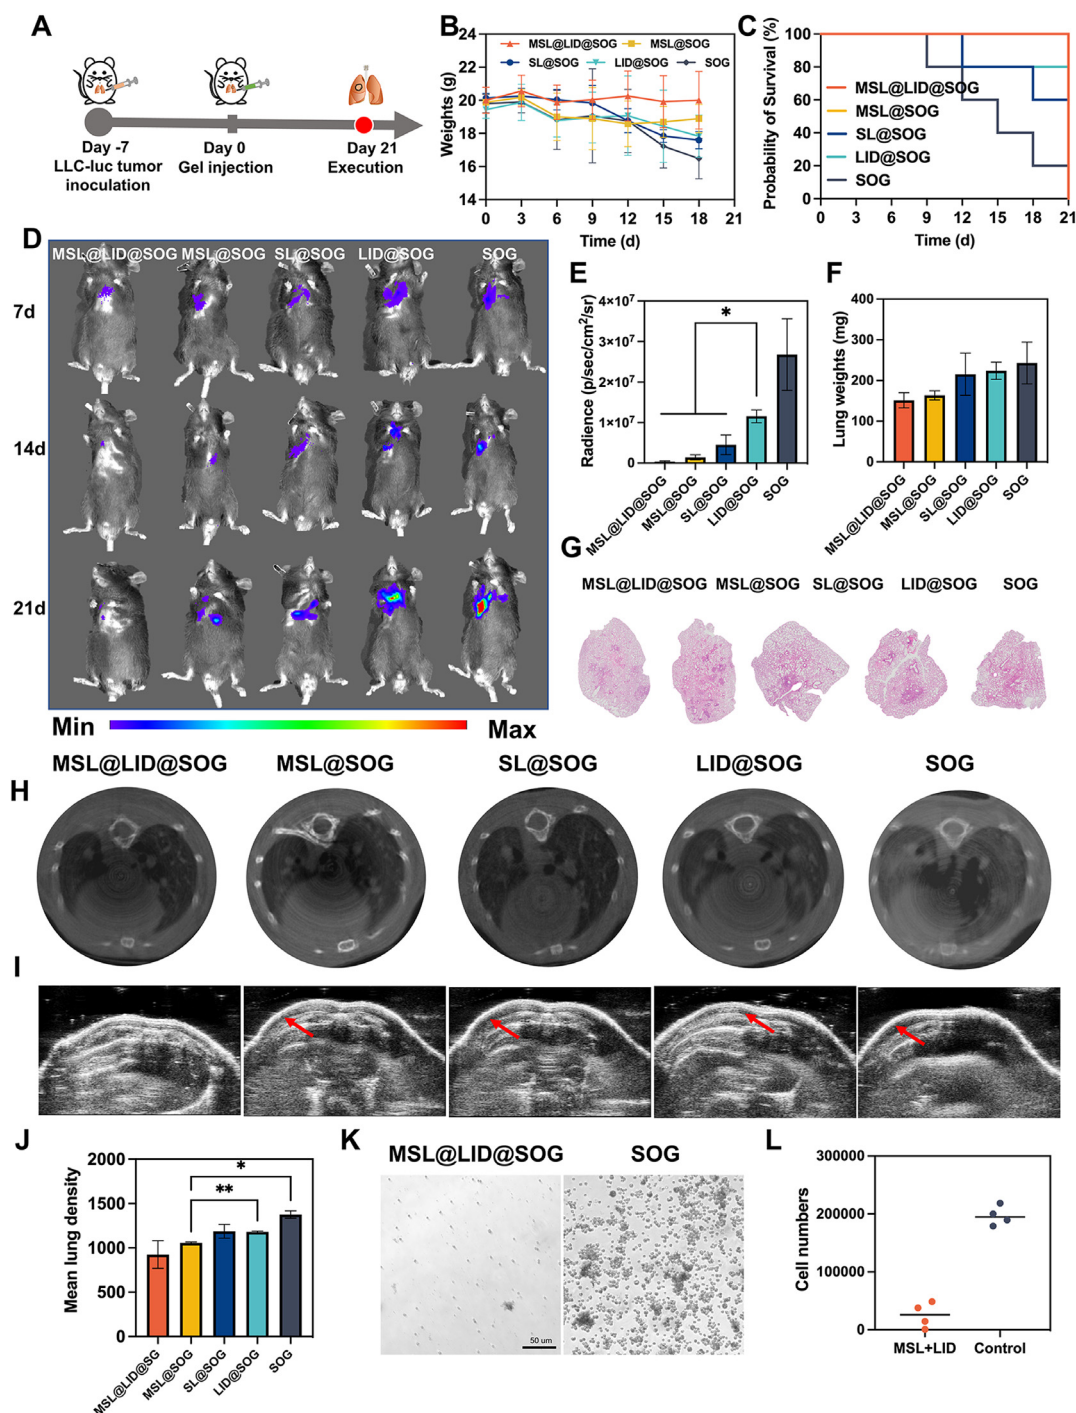 A
Day -7
LLC-luc tumor
inoculation
Day 0
Gel injection
Day 21
Execution
B
Weights (g)
24
22
20
18
16
14
MSL@LID@SOG
MSL@SOG
SL@SOG
LID@SOG
SOG
0 3 6 9 12 15 18 21
Time (d)
C
Probability of Survival (%)
100
80
60
40
20
0
MSL@LID@SOG
MSL@SOG
SL@SOG
LID@SOG
SOG
0 3 6 9 12 15 18 21
Time (d)
D
MSL@LID@SOG MSL@SOG SL@SOG LID@SOG SOG
7d
14d
21d
Min Max
E
Radience (p/sec/cm²/sr)
4×10⁷
3×10⁷
2×10⁷
1×10⁷
0
*
MSL@LID@SOG
MSL@SOG
SL@SOG
LID@SOG
SOG
F
Lung weights (mg)
400
300
200
100
0
MSL@LID@SOG
MSL@SOG
SL@SOG
LID@SOG
SOG
G
MSL@LID@SOG MSL@SOG SL@SOG LID@SOG SOG
MSL@LID@SOG MSL@SOG SL@SOG LID@SOG SOG
H
I
J
Mean lung density
2000
1500
1000
500
0
*
**
MSL@LID@SG
MSL@SOG
SL@SOG
LID@SOG
SOG
K
MSL@LID@SOG SOG
50 um
L
Cell numbers
300000
200000
100000
0
MSL+LID Control